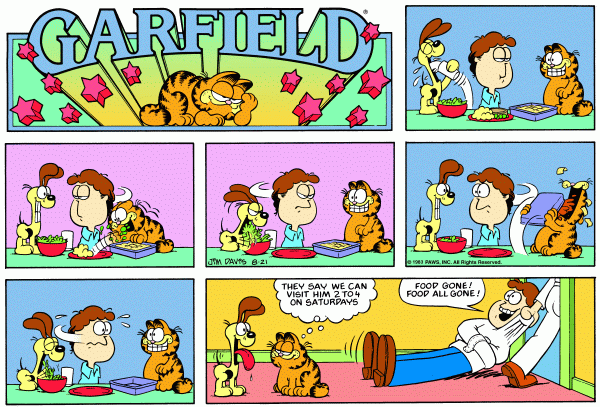 GARFIELD
®
JIM DAVIS 8-21
© 1993 PAWS, INC. All Rights Reserved.
THEY SAY WE CAN
VISIT HIM 2 TO 4
ON SATURDAYS
FOOD GONE!
FOOD ALL GONE!